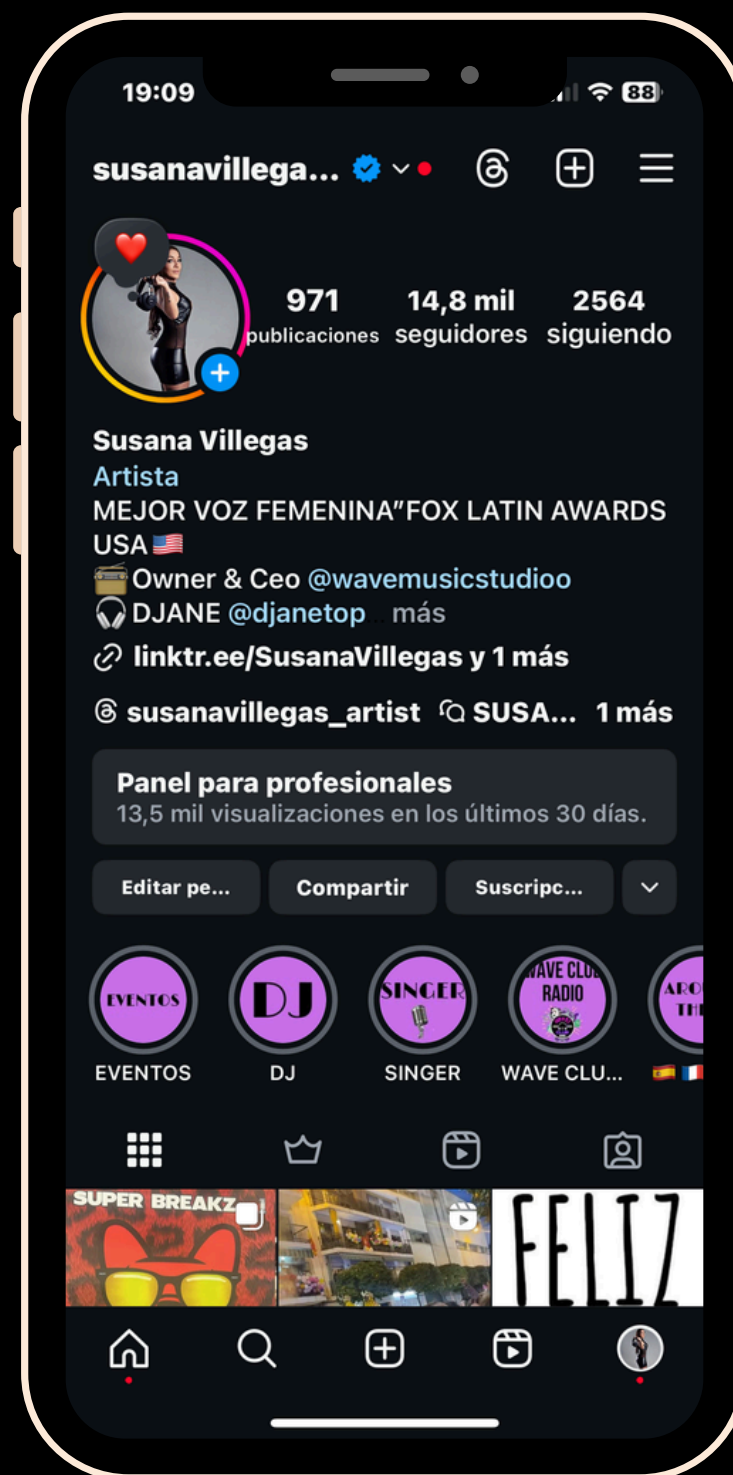 19:09
88
susanavillega...
971
14,8 mil
2564
publicaciones
seguidores
siguiendo
Susana Villegas
Artista
MEJOR VOZ FEMENINA"FOX LATIN AWARDS
USA🇺🇸
📻Owner & Ceo @wavemusicstudioo
🎧DJANE @djanetop... más
linktr.ee/SusanaVillegas y 1 más
susanavillegas_artist SUSA... 1 más
Panel para profesionales
13,5 mil visualizaciones en los últimos 30 días.
Editar pe...
Compartir
Suscripc...
EVENTOS
DJ
SINGER
WAVE CLUB
RADIO
ARO
TH
EVENTOS
DJ
SINGER
WAVE CLU...
🇪🇸 🇫🇷
SUPER BREAKZ
FELIZ